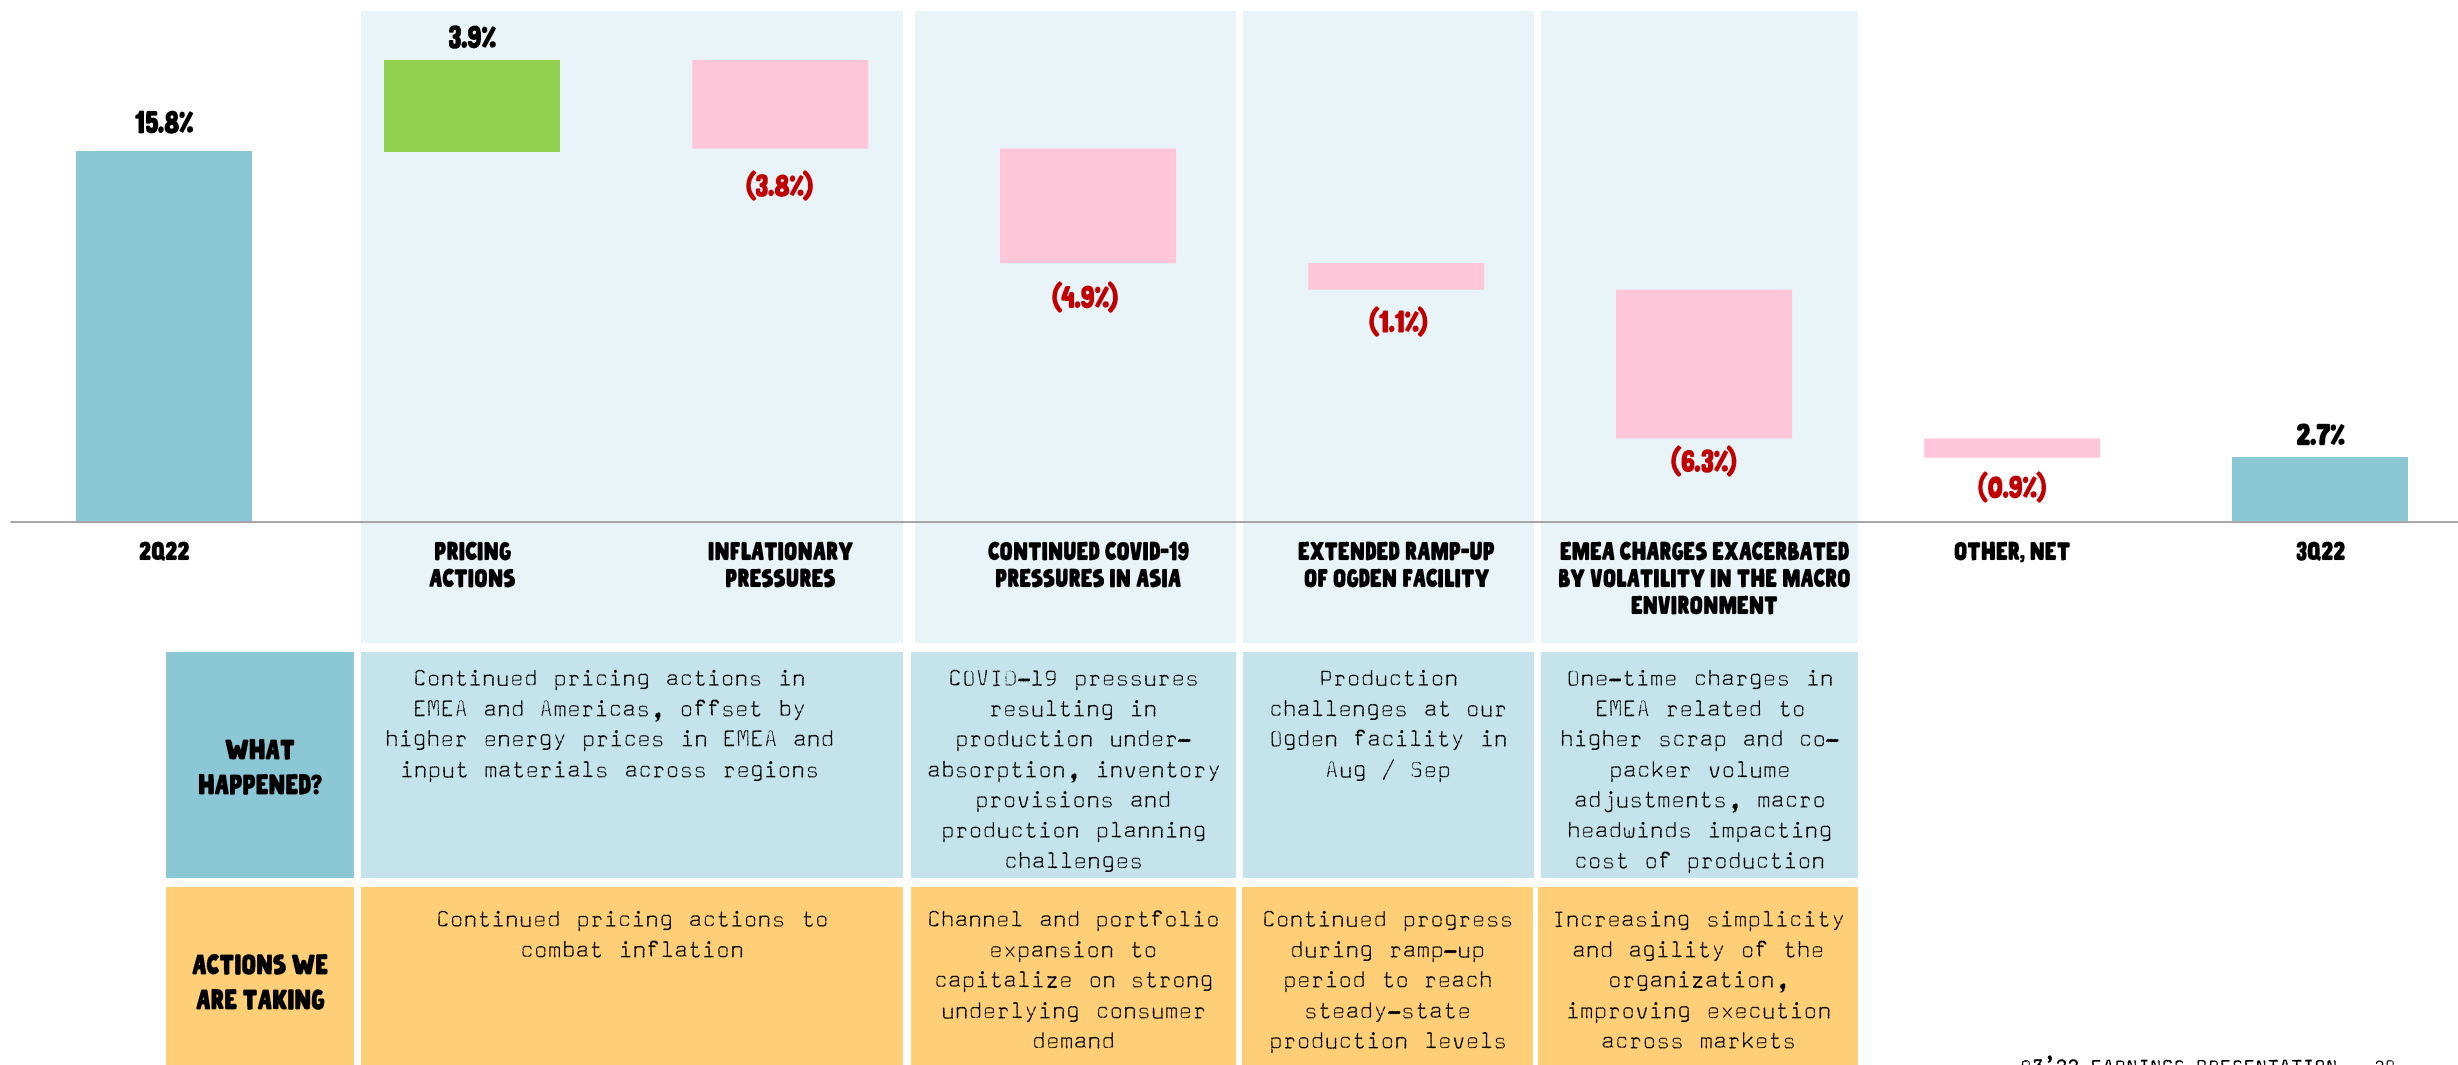 3.9%
15.8%
(3.8%)
(4.9%)
(1.1%)
(6.3%)
(0.9%)
2.7%
2Q22
PRICING
ACTIONS
INFLATIONARY
PRESSURES
CONTINUED COVID-19
PRESSURES IN ASIA
EXTENDED RAMP-UP
OF OGDEN FACILITY
EMEA CHARGES EXACERBATED
BY VOLATILITY IN THE MACRO
ENVIRONMENT
OTHER, NET
3Q22
WHAT
HAPPENED?
Continued pricing actions in
EMEA and Americas, offset by
higher energy prices in EMEA and
input materials across regions
COVID-19 pressures
resulting in
production under-
absorption, inventory
provisions and
production planning
challenges
Production
challenges at our
Ogden facility in
Aug / Sep
One-time charges in
EMEA related to
higher scrap and co-
packer volume
adjustments, macro
headwinds impacting
cost of production
ACTIONS WE
ARE TAKING
Continued pricing actions to
combat inflation
Channel and portfolio
expansion to
capitalize on strong
underlying consumer
demand
Continued progress
during ramp-up
period to reach
steady-state
production levels
Increasing simplicity
and agility of the
organization,
improving execution
across markets
EARNINGS PRESENTATION